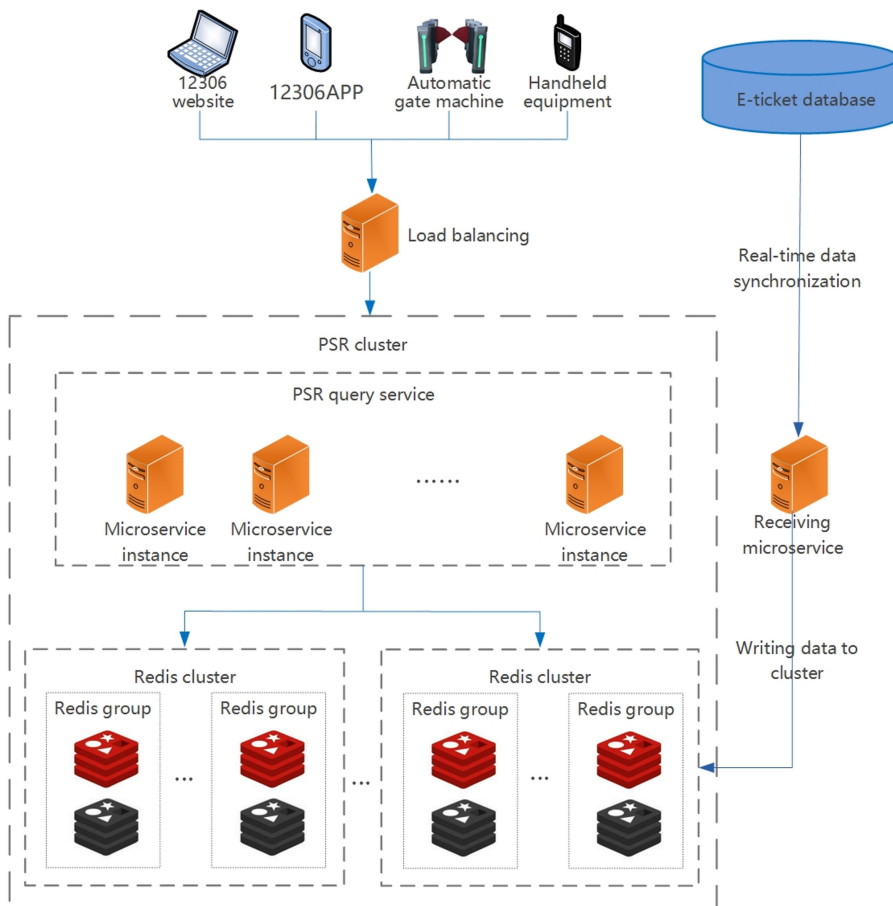 12306
website
12306APP
Automatic
gate machine
Handheld
equipment
E-ticket database
Load balancing
Real-time data
synchronization
PSR cluster
PSR query service
......
Microservice
instance
Microservice
instance
Microservice
instance
Receiving
microservice
Writing data to
cluster
Redis cluster
Redis group
Redis group
...
...
Redis cluster
Redis group
Redis group
...